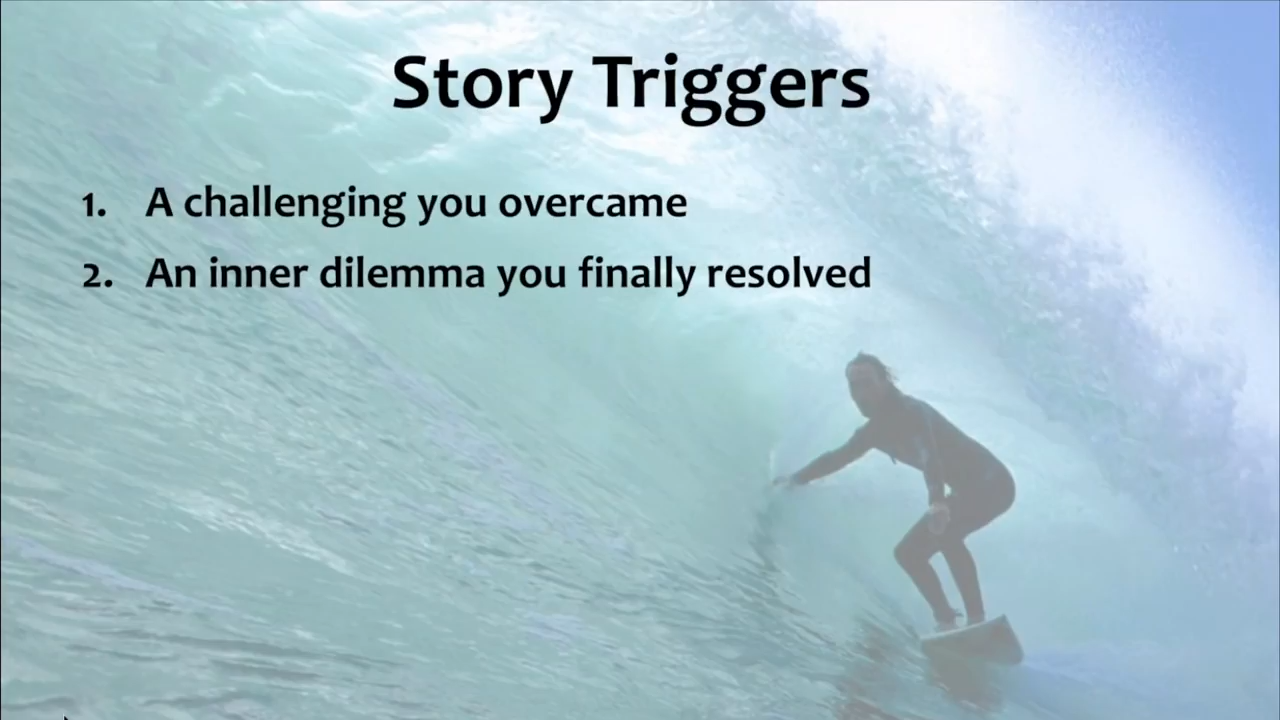 Story Triggers
1. A challenging you overcame
2. An inner dilemma you finally resolved